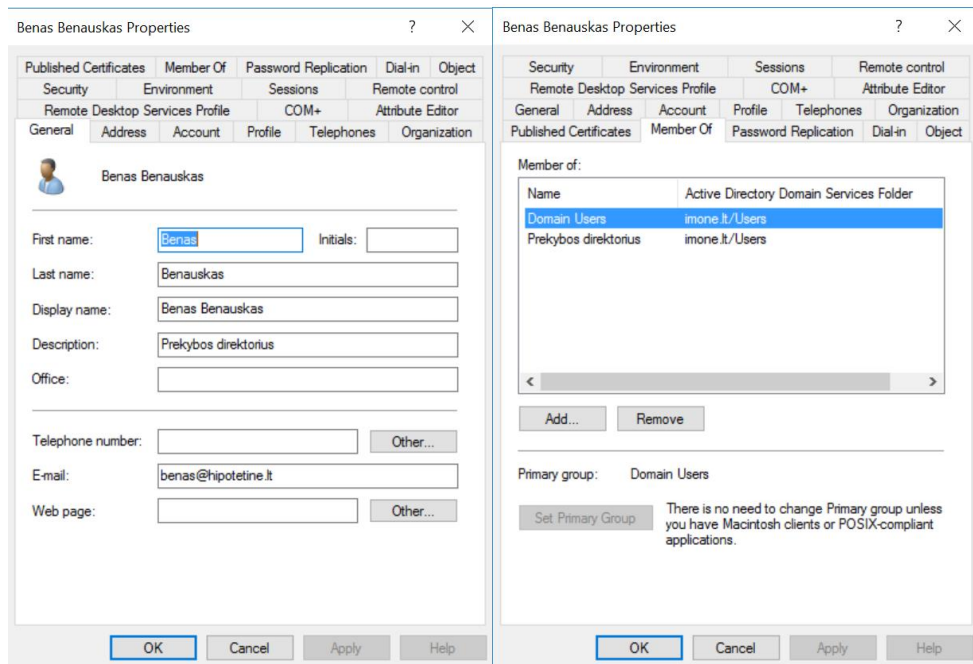 Benas Benauskas Properties ? ×
Published Certificates Member Of Password Replication Dial-in Object
Security Environment Sessions Remote control
Remote Desktop Services Profile COM+ Attribute Editor
General Address Account Profile Telephones Organization
Benas Benauskas
First name: Benas Initials:
Last name: Benauskas
Display name: Benas Benauskas
Description: Prekybos direktorius
Office:
Telephone number: Other...
E-mail: benas@hipotetine.lt
Web page: Other...
OK Cancel Apply Help
Benas Benauskas Properties ? ×
Security Environment Sessions Remote control
Remote Desktop Services Profile COM+ Attribute Editor
General Address Account Profile Telephones Organization
Published Certificates Member Of Password Replication Dial-in Object
Member of:
Name Active Directory Domain Services Folder
Domain Users imone.lt/Users
Prekybos direktorius imone.lt/Users
Add... Remove
Primary group: Domain Users
Set Primary Group
There is no need to change Primary group unless
you have Macintosh clients or POSIX-compliant
applications.
OK Cancel Apply Help